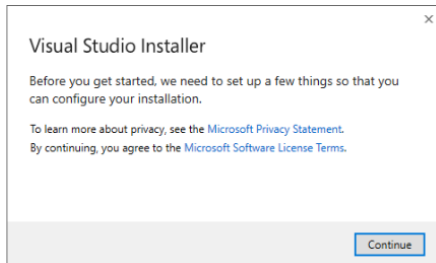 Visual Studio Installer
Before you get started, we need to set up a few things so that you
can configure your installation.
To learn more about privacy, see the Microsoft Privacy Statement.
By continuing, you agree to the Microsoft Software License Terms.
Continue